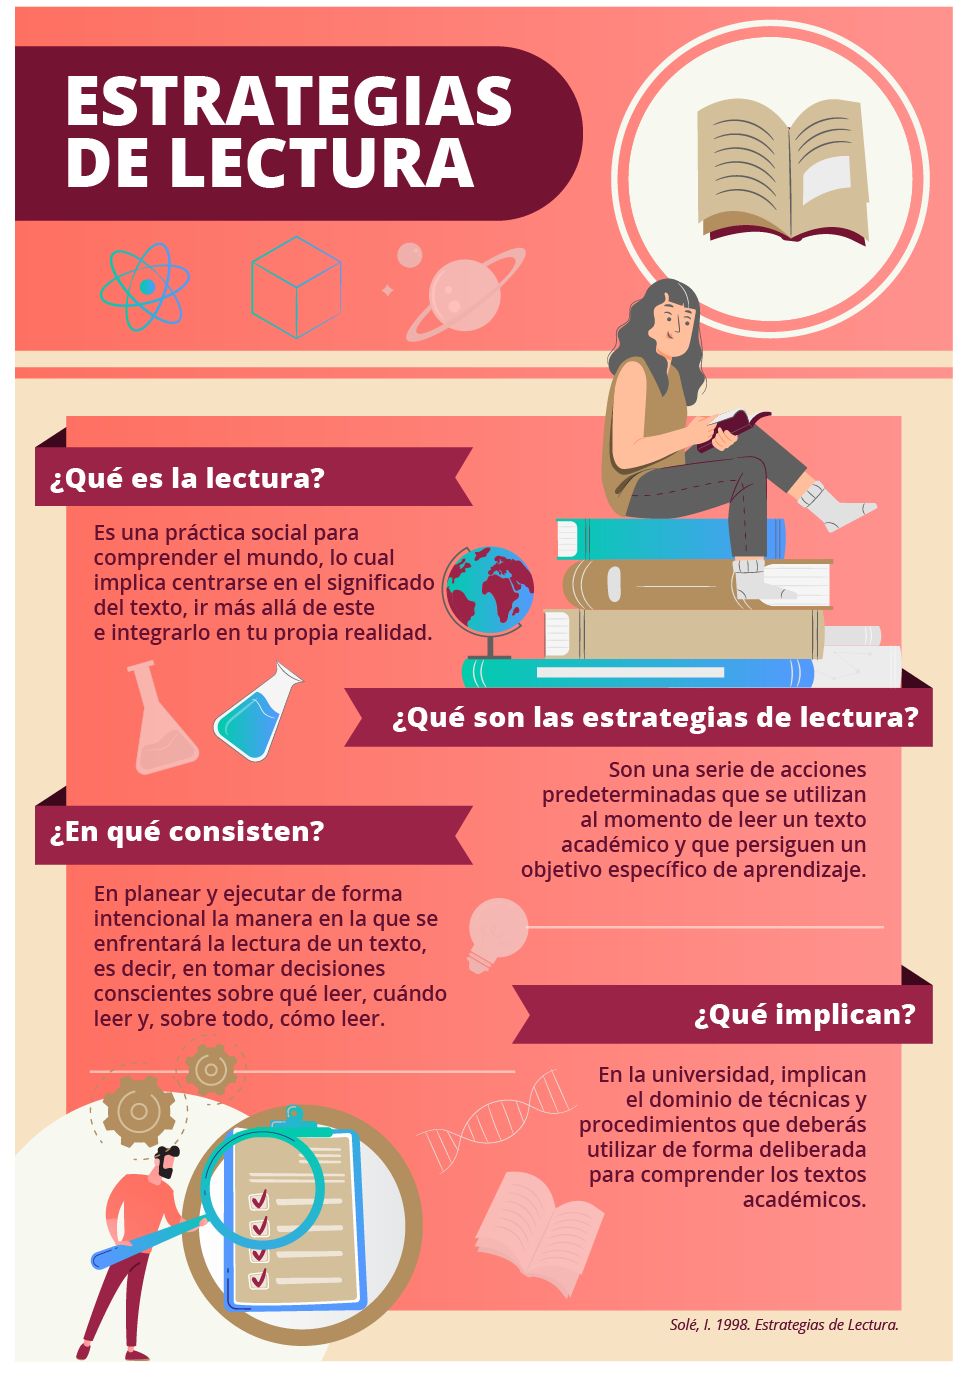 ESTRATEGIAS
DE LECTURA
¿Qué es la lectura?
Es una práctica social para
comprender el mundo, lo cual
implica centrarse en el significado
del texto, ir más allá de este
e integrarlo en tu propia realidad.
¿Qué son las estrategias de lectura?
Son una serie de acciones
predeterminadas que se utilizan
al momento de leer un texto
académico y que persiguen un
objetivo específico de aprendizaje.
¿En qué consisten?
En planear y ejecutar de forma
intencional la manera en la que se
enfrentará la lectura de un texto,
es decir, en tomar decisiones
conscientes sobre qué leer, cuándo
leer y, sobre todo, cómo leer.
¿Qué implican?
En la universidad, implican
el dominio de técnicas y
procedimientos que deberás
utilizar de forma deliberada
para comprender los textos
académicos.
Solé, I. 1998. Estrategias de Lectura.